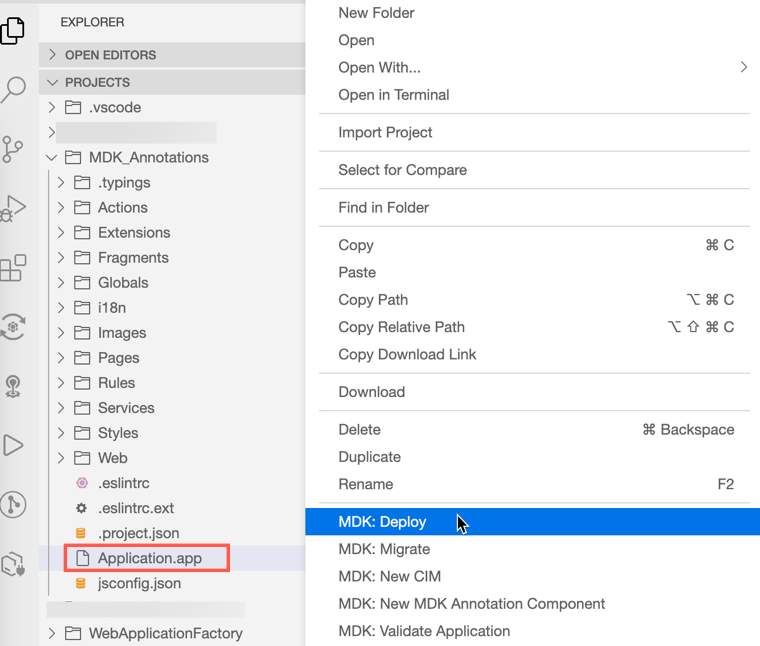 EXPLORER
OPEN EDITORS
PROJECTS
.vscode
MDK_Annotations
.typings
Actions
Extensions
Fragments
Globals
i18n
Images
Pages
Rules
Services
Styles
Web
.eslintrc
.eslintrc.ext
.project.json
Application.app
jsconfig.json
WebApplicationFactory
New Folder
Open
Open With...
Open in Terminal
Import Project
Select for Compare
Find in Folder
Copy ⌘ C
Paste
Copy Path ⌥ ⌘ C
Copy Relative Path ⌥ ⇧ ⌘ C
Copy Download Link
Download
Delete ⌘ Backspace
Duplicate
Rename F2
MDK: Deploy
MDK: Migrate
MDK: New CIM
MDK: New MDK Annotation Component
MDK: Validate Application